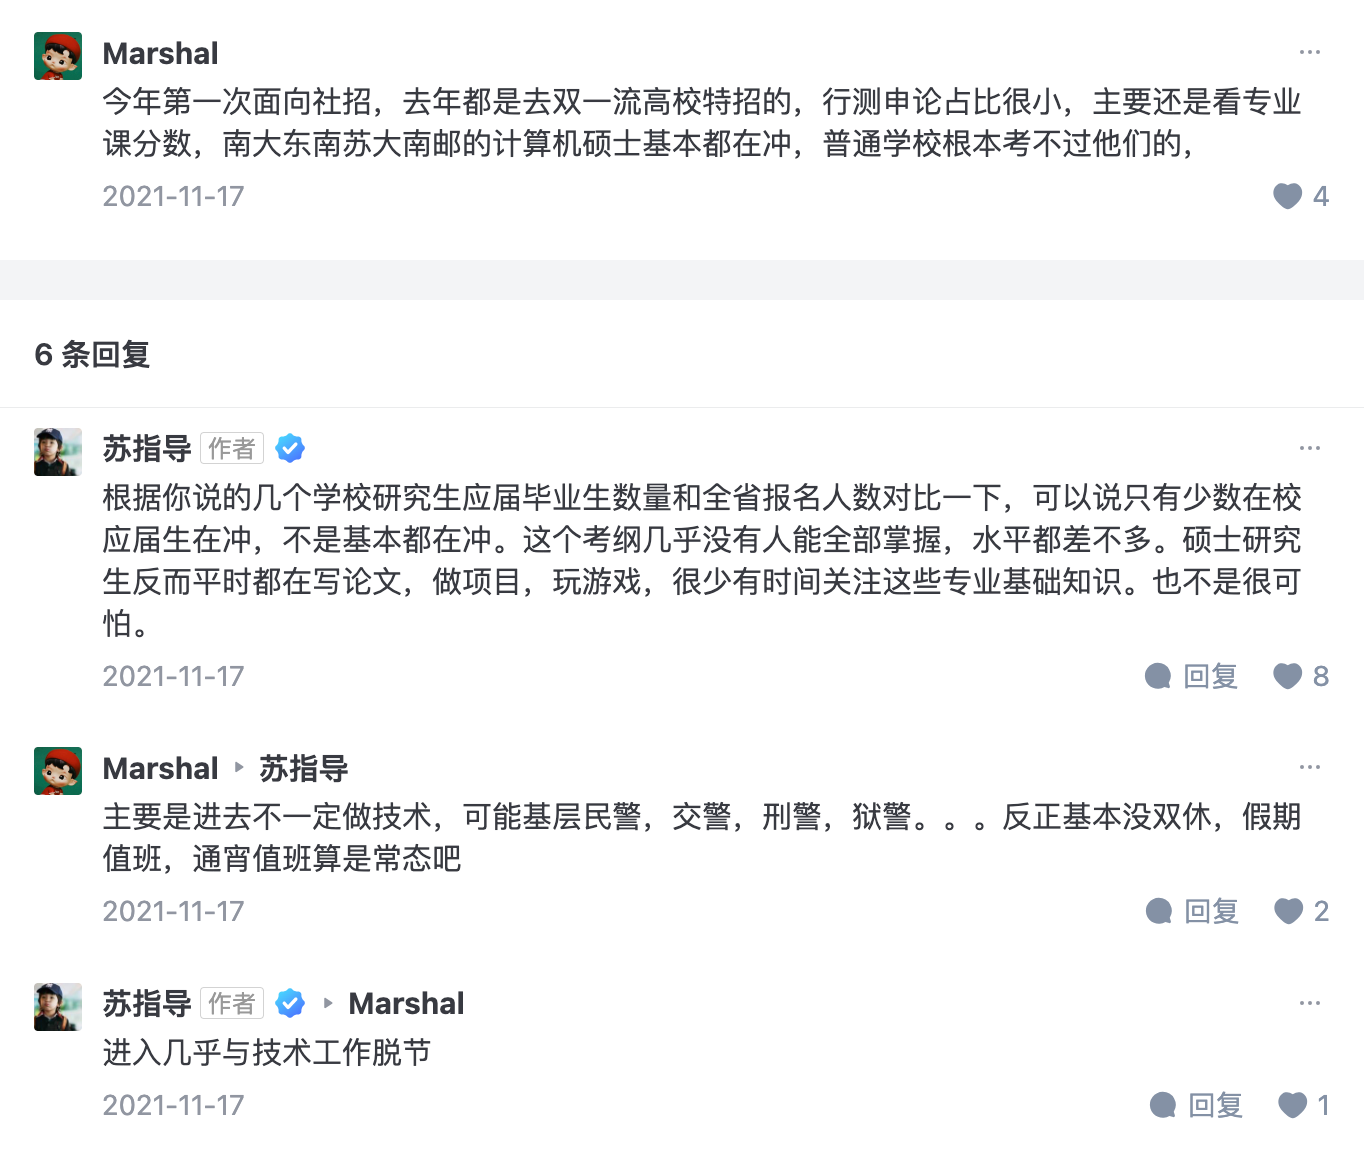 Marshal
今年第一次面向社招，去年都是去双一流高校特招的，行测申论占比很小，主要还是看专业
课分数，南大东南苏大南邮的计算机硕士基本都在冲，普通学校根本考不过他们的，
2021-11-17
4
6 条回复
苏指导 作者
根据你说的几个学校研究生应届毕业生数量和全省报名人数对比一下，可以说只有少数在校
应届生在冲，不是基本都在冲。这个考纲几乎没有人能全部掌握，水平都差不多。硕士研究
生反而平时都在写论文，做项目，玩游戏，很少有时间关注这些专业基础知识。也不是很可
怕。
2021-11-17
回复 8
Marshal 苏指导
主要是进去不一定做技术，可能基层民警，交警，刑警，狱警。。。反正基本没双休，假期
值班，通宵值班算是常态吧
2021-11-17
回复 2
苏指导 作者 Marshal
进入几乎与技术工作脱节
2021-11-17
回复 1